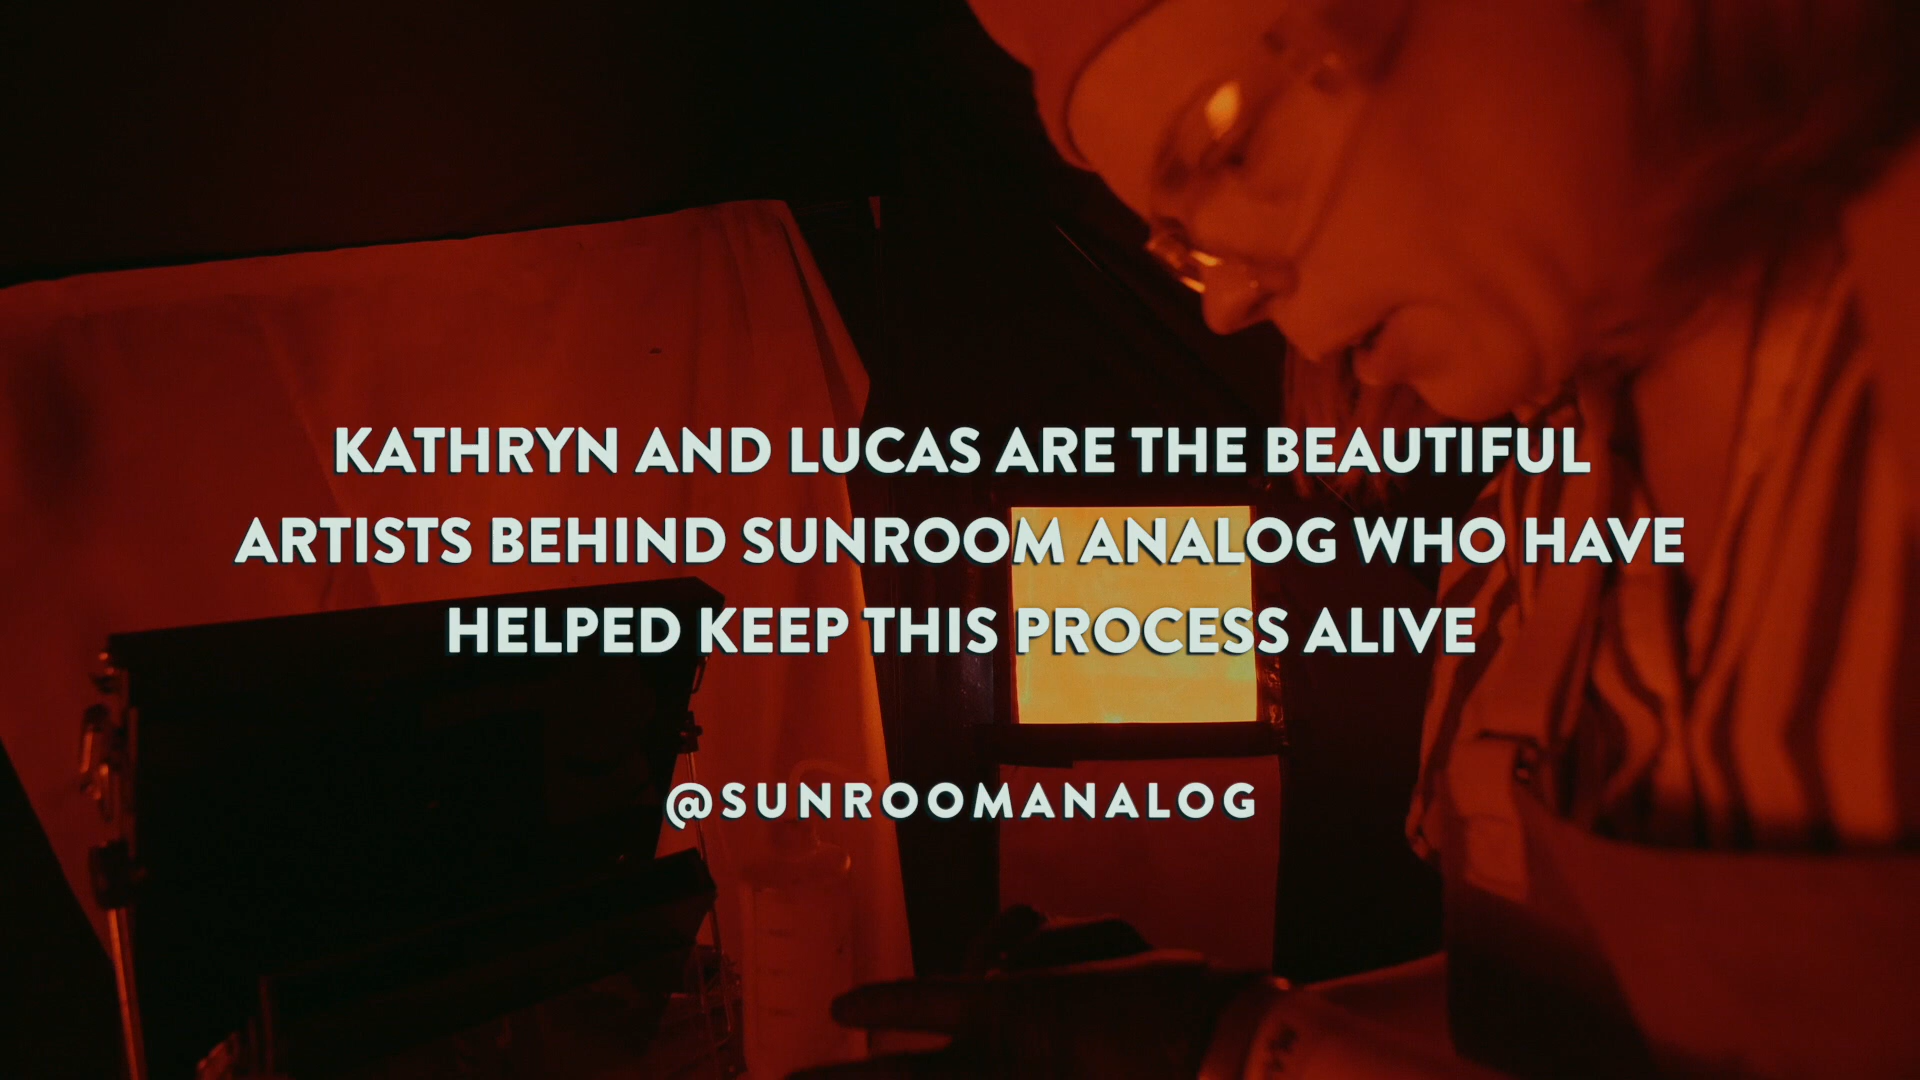 KATHRYN AND LUCAS ARE THE BEAUTIFUL
ARTISTS BEHIND SUNROOM ANALOG WHO HAVE
HELPED KEEP THIS PROCESS ALIVE
@SUNROOMANALOG